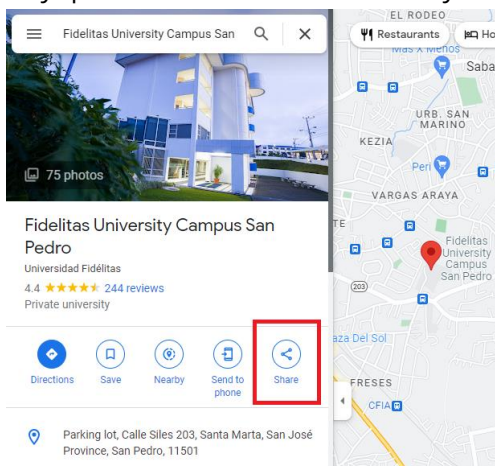 Fidelitas University Campus San
75 photos
Fidelitas University Campus San
Pedro
Universidad Fidélitas
4.4
244 reviews
Private university
Directions
Save
Nearby
Send to
phone
Share
Parking lot, Calle Siles 203, Santa Marta, San José
Province, San Pedro, 11501
EL RODEO
Restaurants
Ho
Mas X Menos
Saba
URB. SAN
MARINO
KEZIA
Peri
VARGAS ARAYA
TE
Fidelitas
University
Campus
San Pedro
203
aza Del Sol
FRESES
CFIA